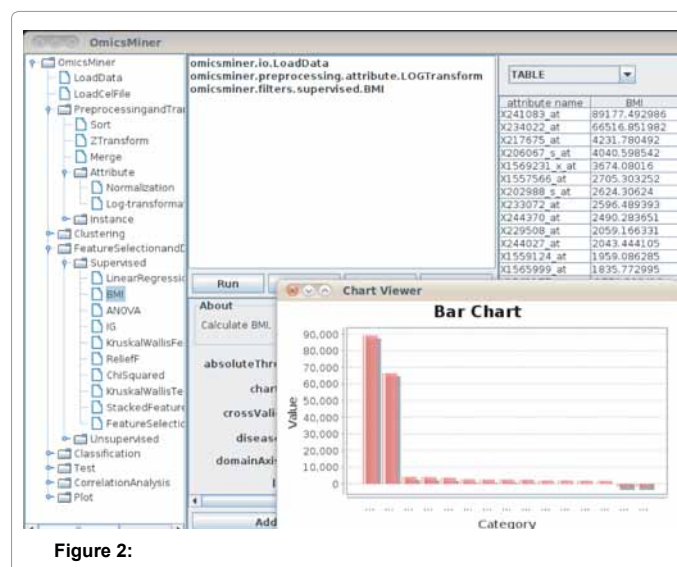 OmicsMiner
OmicsMiner
LoadData
LoadCelFile
PreprocessingandTra
Sort
ZTransform
Merge
Attribute
Normalization
Log-transforma
Instance
Clustering
FeatureSelectionand
Supervised
LinearRegressio
BMI
ANOVA
IG
KruskalWallisFe
ReliefF
ChiSquared
KruskalWallisTe
StackedFeature
FeatureSelectic
Unsupervised
Classification
Test
CorrelationAnalysis
Plot
omicsminer.io.LoadData
omicsminer.preprocessing.attribute.LOGTransform
omicsminer.filters.supervised.BMI
Run
About
Calculate BMI.
absoluteThre
chart
crossValid
disease
domainAxi
Add
TABLE
attribute name BMI
X241083_at 89177.492986
X234022_at 66516.851982
X217675_at 4231.780492
X206067_s_at 4040.598542
X1569231_x_at 3674.08016
X1557566_at 2705.303252
X202988_s_at 2624.30624
X233072_at 2596.489393
X244370_at 2490.283651
X229508_at 2059.166331
X244027_at 2043.444105
X1559124_at 1959.086285
X1565999_at 1835.772995
Chart Viewer
Bar Chart
Value
90,000
80,000
70,000
60,000
50,000
40,000
30,000
20,000
10,000
0
... ... ... ... ... ... ... ... ... ... ... ... ... ... ...
Category
Figure 2: